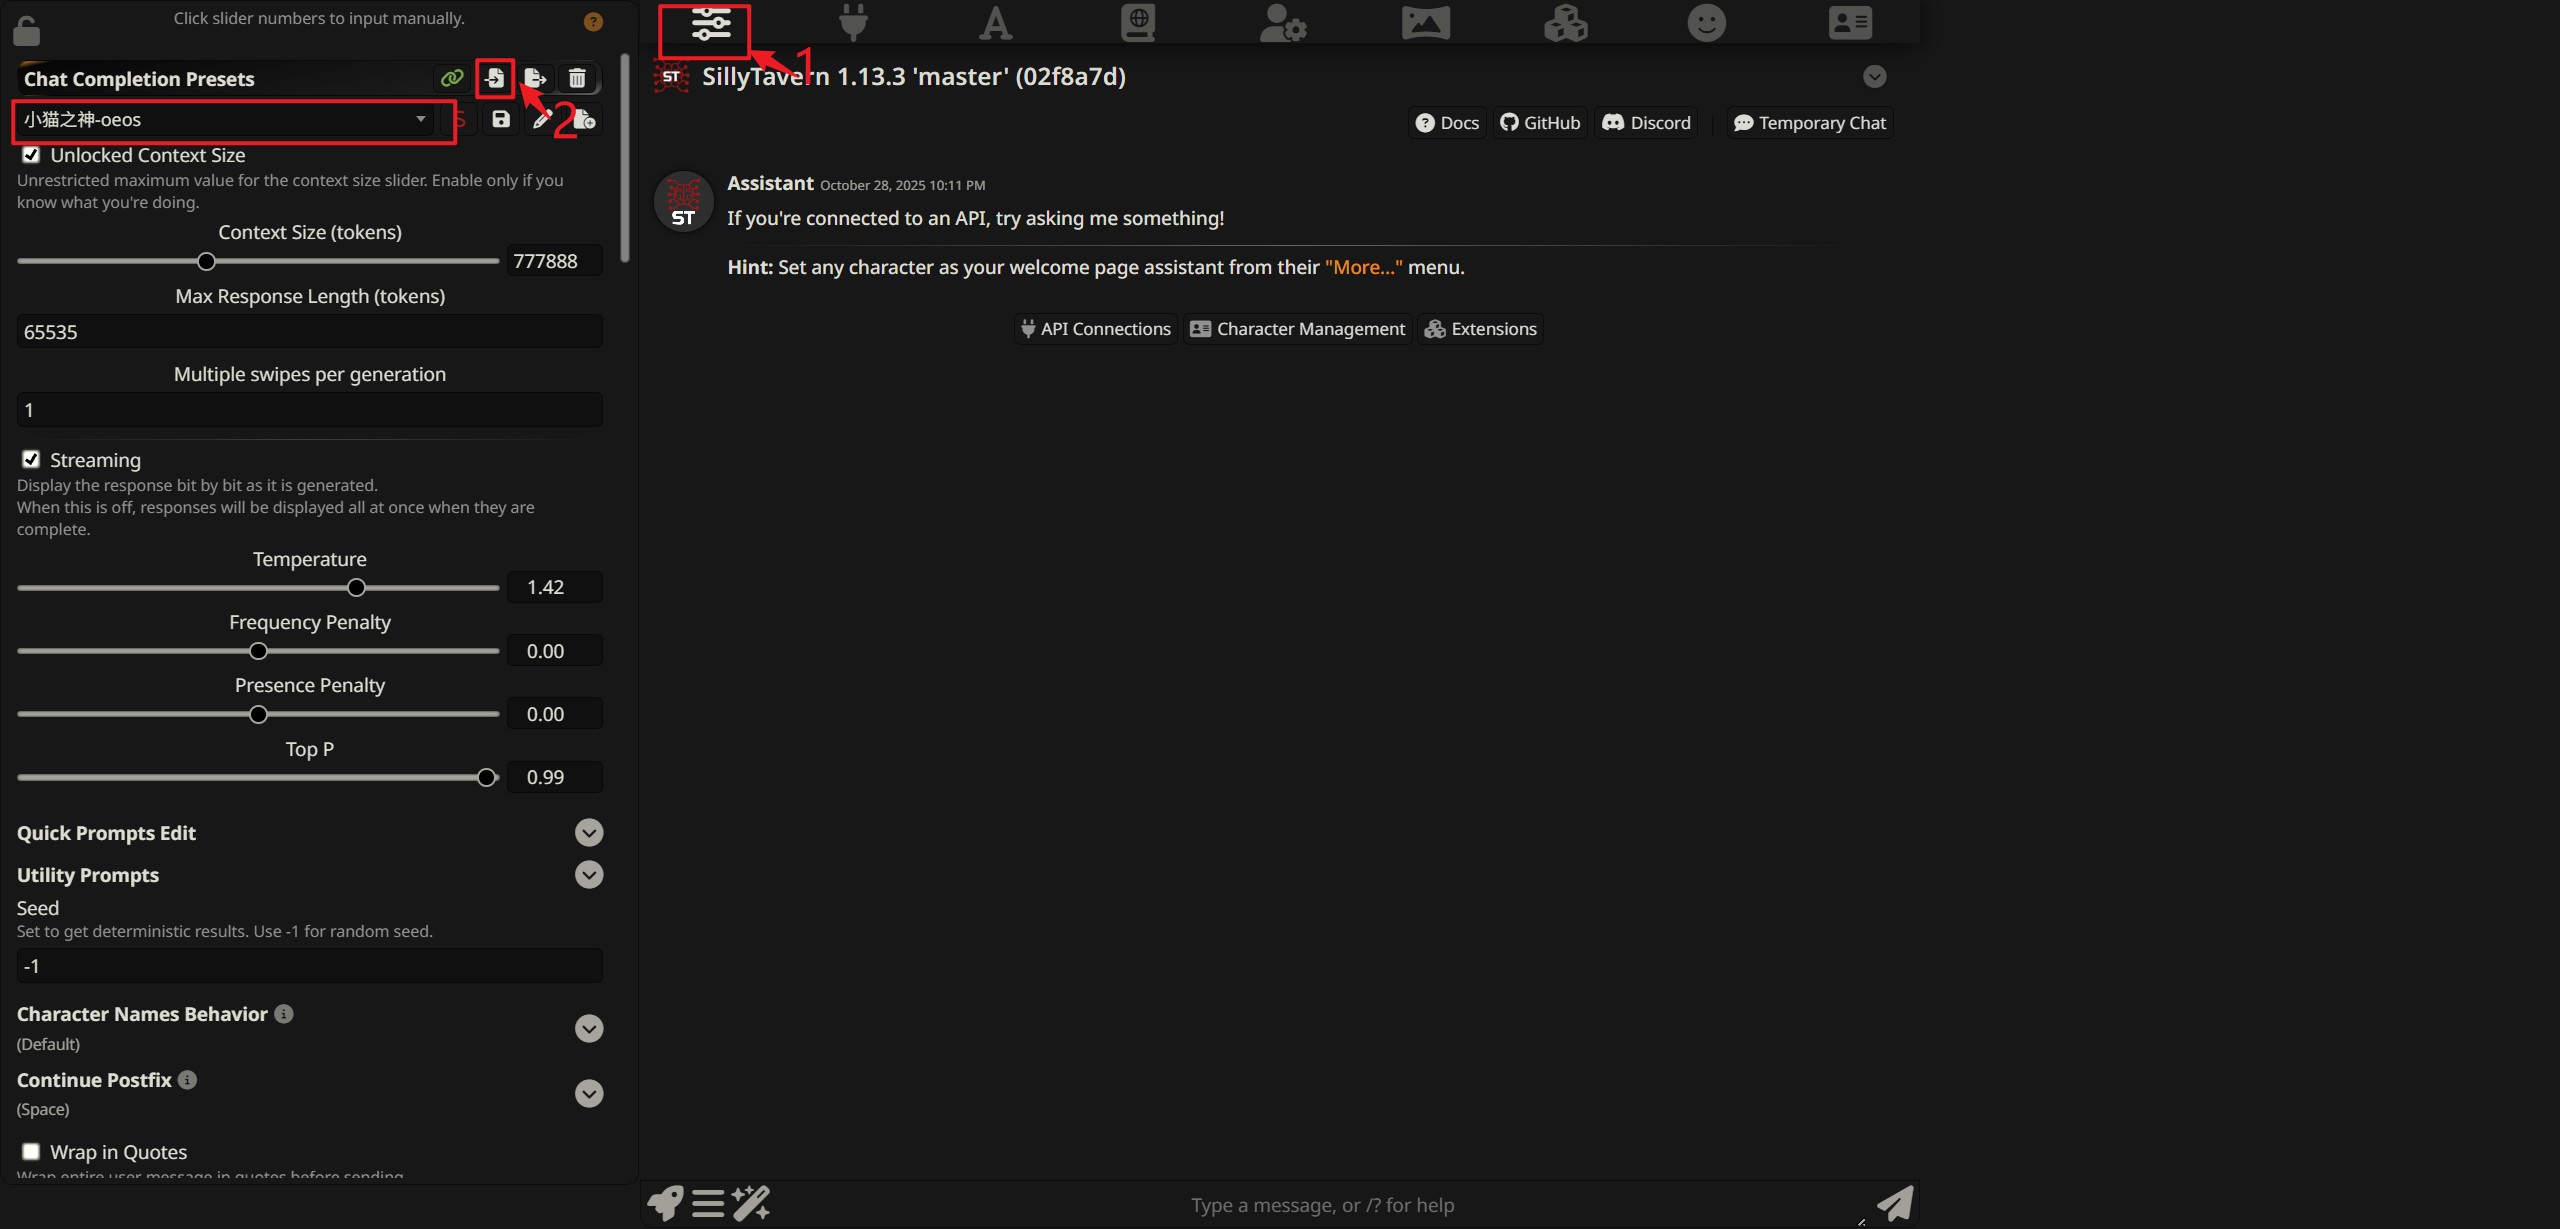 Click slider numbers to input manually.
Chat Completion Presets
小猫之神-oeos
S
Unlocked Context Size
Unrestricted maximum value for the context size slider. Enable only if you
know what you're doing.
Context Size (tokens)
777888
Max Response Length (tokens)
65535
Multiple swipes per generation
1
Streaming
Display the response bit by bit as it is generated.
When this is off, responses will be displayed all at once when they are
complete.
Temperature
1.42
Frequency Penalty
0.00
Presence Penalty
0.00
Top P
0.99
Quick Prompts Edit
Utility Prompts
Seed
Set to get deterministic results. Use -1 for random seed.
-1
Character Names Behavior
(Default)
Continue Postfix
(Space)
Wrap in Quotes
Wrap entire user message in quotes before sending.
1
2
ST SillyTavern 1.13.3 'master' (02f8a7d)
Docs GitHub Discord Temporary Chat
ST
Assistant October 28, 2025 10:11 PM
If you're connected to an API, try asking me something!
Hint: Set any character as your welcome page assistant from their "More..." menu.
API Connections Character Management Extensions
Type a message, or /? for help